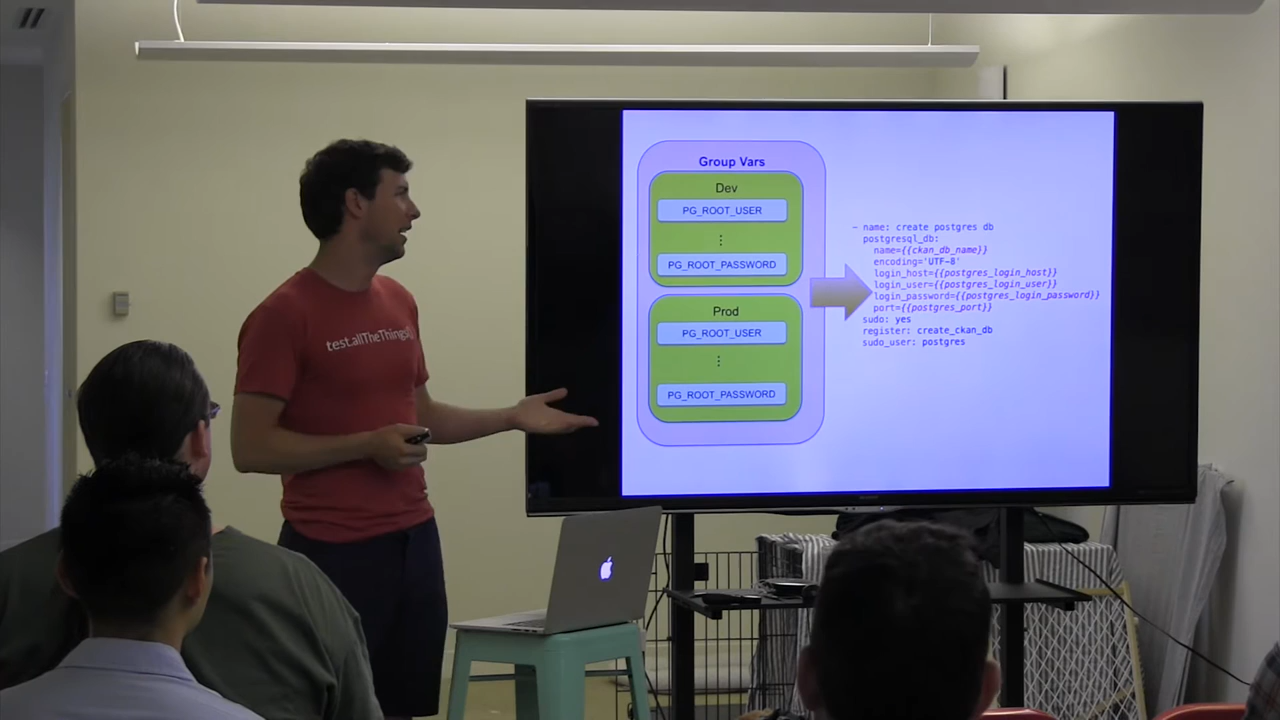 test.allTheThings()
Group Vars
Dev
PG_ROOT_USER
PG_ROOT_PASSWORD
Prod
PG_ROOT_USER
PG_ROOT_PASSWORD
- name: create postgres db
postgresql_db:
name={{ckan_db_name}}
encoding='UTF-8'
login_host={{postgres_login_host}}
login_user={{postgres_login_user}}
login_password={{postgres_login_password}}
port={{postgres_port}}
sudo: yes
register: create_ckan_db
sudo_user: postgres